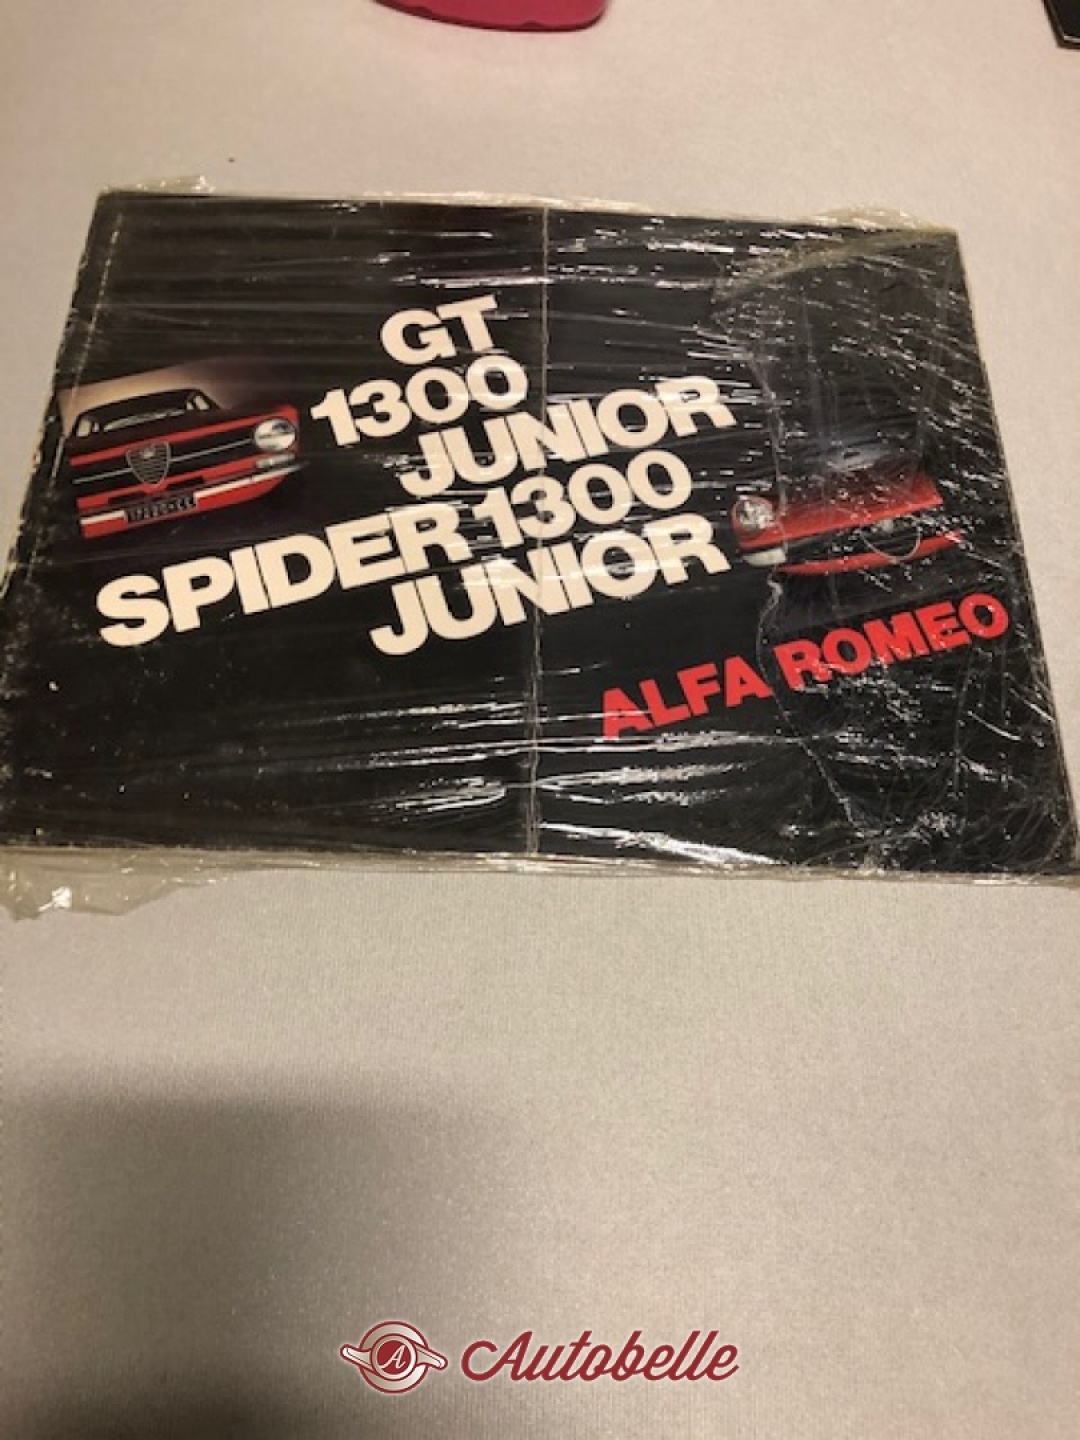 GT
1300
JUNIOR
SPIDER 1300
JUNIOR
ALFA ROMEO
A Autobelle